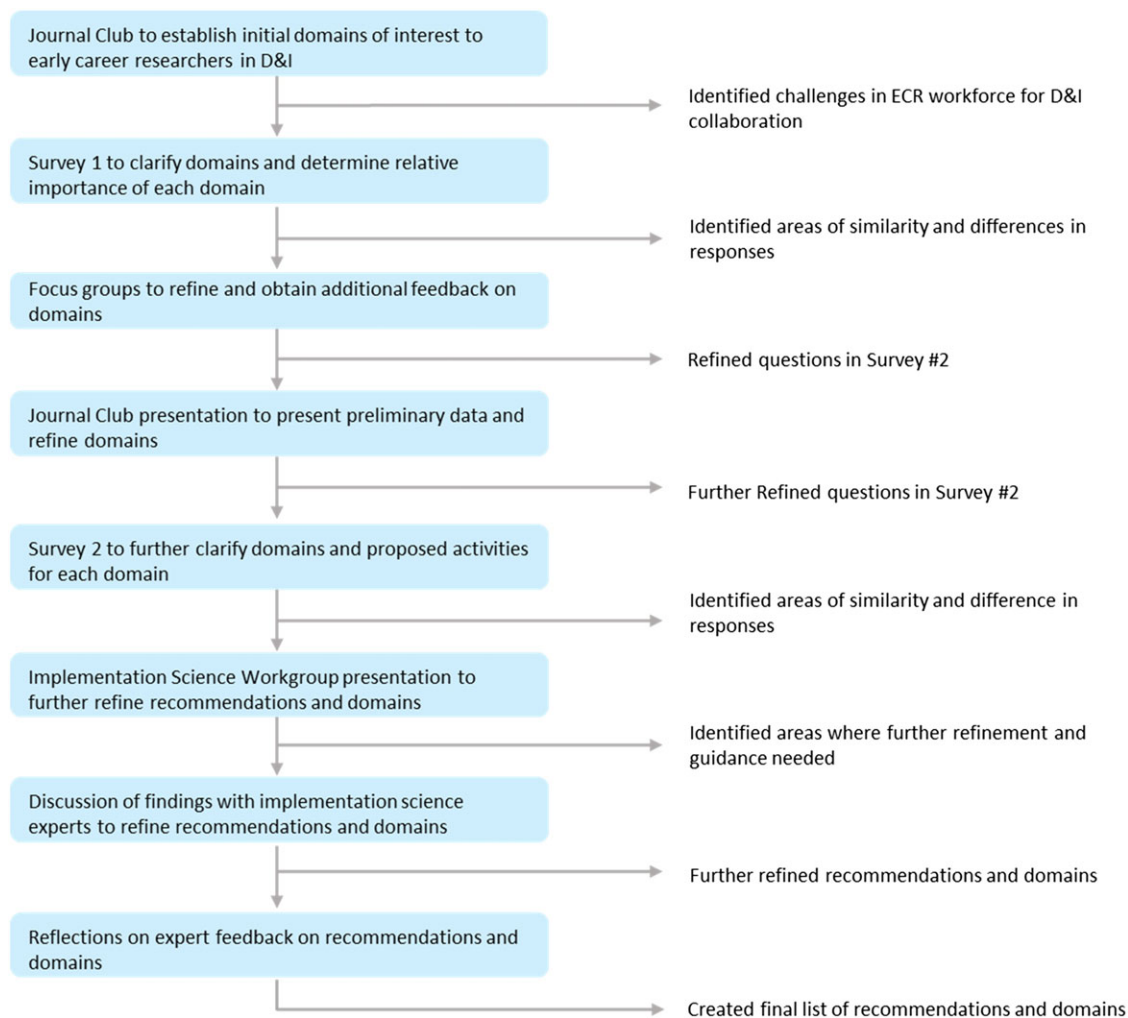 Journal Club to establish initial domains of interest to
early career researchers in D&I
Identified challenges in ECR workforce for D&I
collaboration
Survey 1 to clarify domains and determine relative
importance of each domain
Identified areas of similarity and differences in
responses
Focus groups to refine and obtain additional feedback on
domains
Refined questions in Survey #2
Journal Club presentation to present preliminary data and
refine domains
Further Refined questions in Survey #2
Survey 2 to further clarify domains and proposed activities
for each domain
Identified areas of similarity and difference in
responses
Implementation Science Workgroup presentation to
further refine recommendations and domains
Identified areas where further refinement and
guidance needed
Discussion of findings with implementation science
experts to refine recommendations and domains
Further refined recommendations and domains
Reflections on expert feedback on recommendations and
domains
Created final list of recommendations and domains